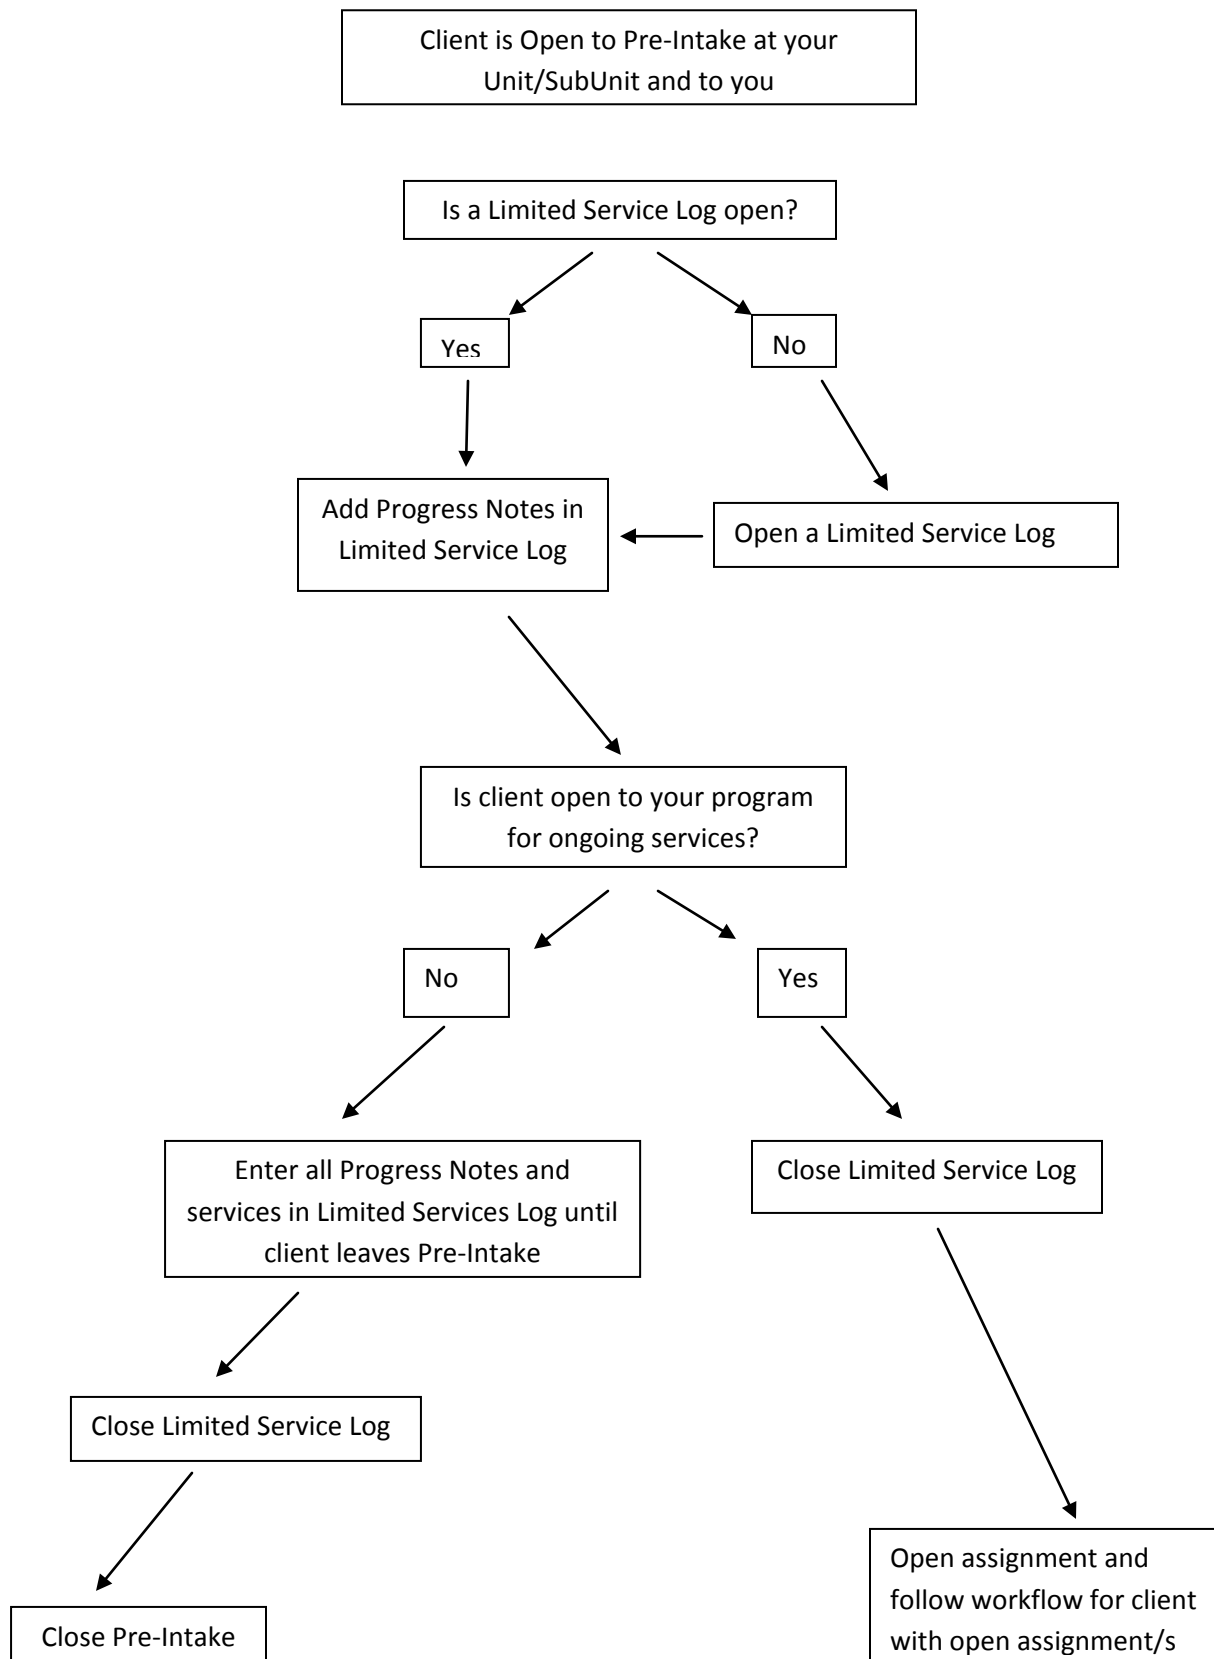 Client is Open to Pre-Intake at your
Unit/SubUnit and to you
Is a Limited Service Log open?
Yes
No
Add Progress Notes in
Limited Service Log
Open a Limited Service Log
Is client open to your program
for ongoing services?
No
Yes
Enter all Progress Notes and
services in Limited Services Log until
client leaves Pre-Intake
Close Limited Service Log
Close Limited Service Log
Open assignment and
follow workflow for client
with open assignment/s
Close Pre-Intake